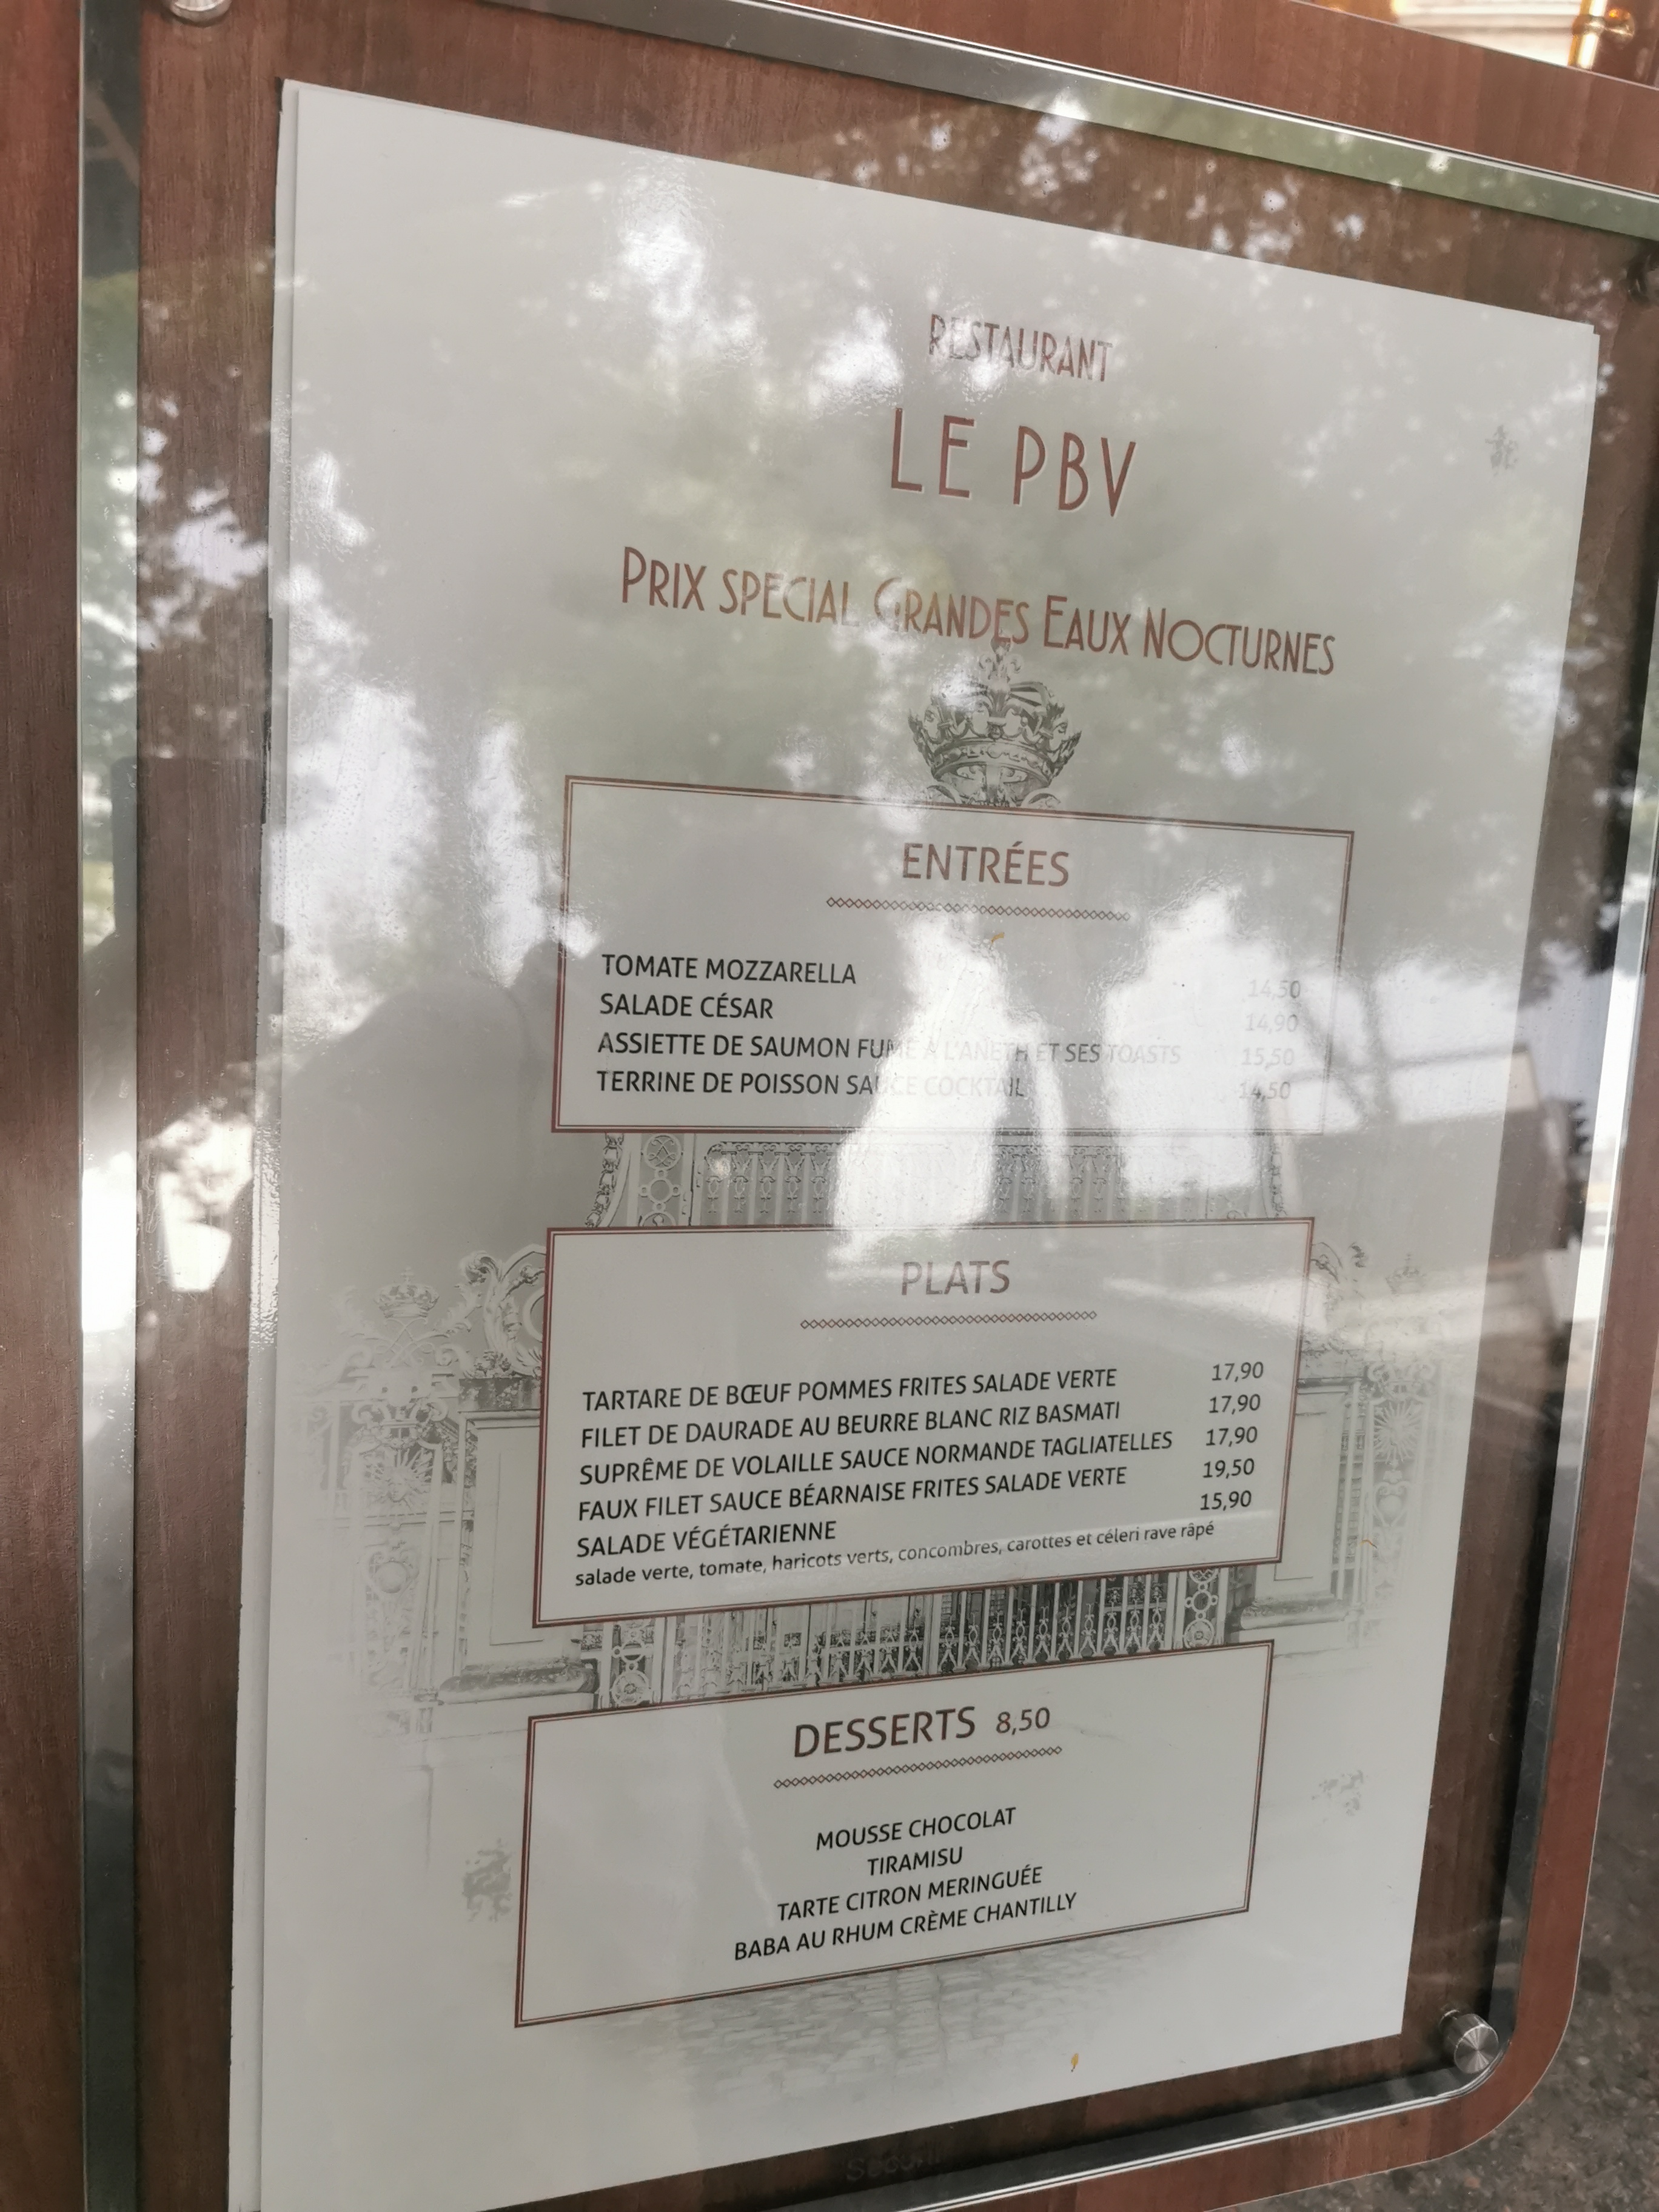 RESTAURANT
LE PBV
PRIX SPECIAL GRANDES EAUX NOCTURNES
ENTRÉES
TOMATE MOZZARELLA 14,50
SALADE CÉSAR 14,90
ASSIETTE DE SAUMON FUMÉ À L'ANETH ET SES TOASTS 15,50
TERRINE DE POISSON SAUCE COCKTAIL 14,50
PLATS
TARTARE DE BŒUF POMMES FRITES SALADE VERTE 17,90
FILET DE DAURADE AU BEURRE BLANC RIZ BASMATI 17,90
SUPRÊME DE VOLAILLE SAUCE NORMANDE TAGLIATELLES 17,90
FAUX FILET SAUCE BÉARNAISE FRITES SALADE VERTE 19,50
SALADE VÉGÉTARIENNE 15,90
salade verte, tomate, haricots verts, concombres, carottes et céleri rave râpé
DESSERTS 8,50
MOUSSE CHOCOLAT
TIRAMISU
TARTE CITRON MERINGUÉE
BABA AU RHUM CRÈME CHANTILLY